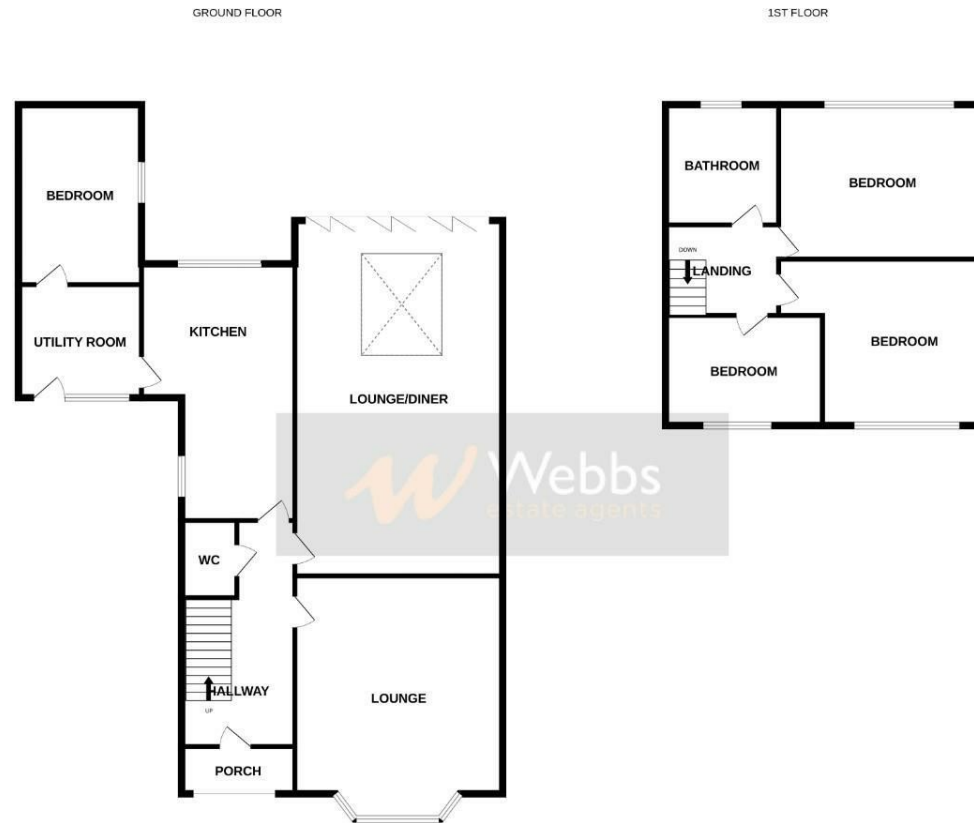 GROUND FLOOR
1ST FLOOR
BEDROOM
BATHROOM
BEDROOM
DOWN
LANDING
UTILITY ROOM
KITCHEN
BEDROOM
BEDROOM
LOUNGE/DINER
Webbs
estate agents
WC
HALLWAY
UP
LOUNGE
PORCH